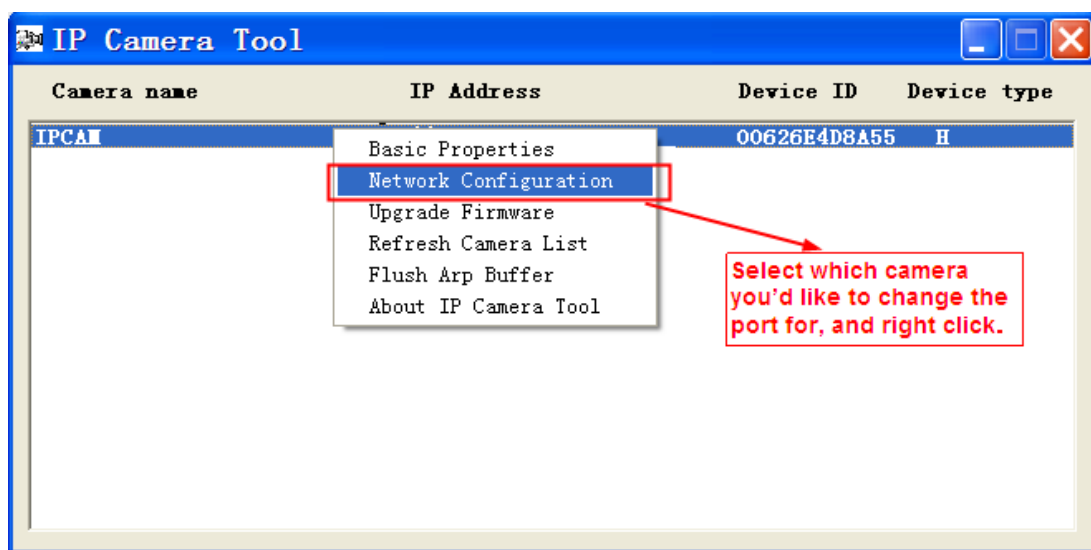 IP Camera Tool
Camera name IP Address Device ID Device type
IPCAM 00626E4D8A55 H
Basic Properties
Network Configuration
Upgrade Firmware
Refresh Camera List
Flush Arp Buffer
About IP Camera Tool
Select which camera
you'd like to change the
port for, and right click.